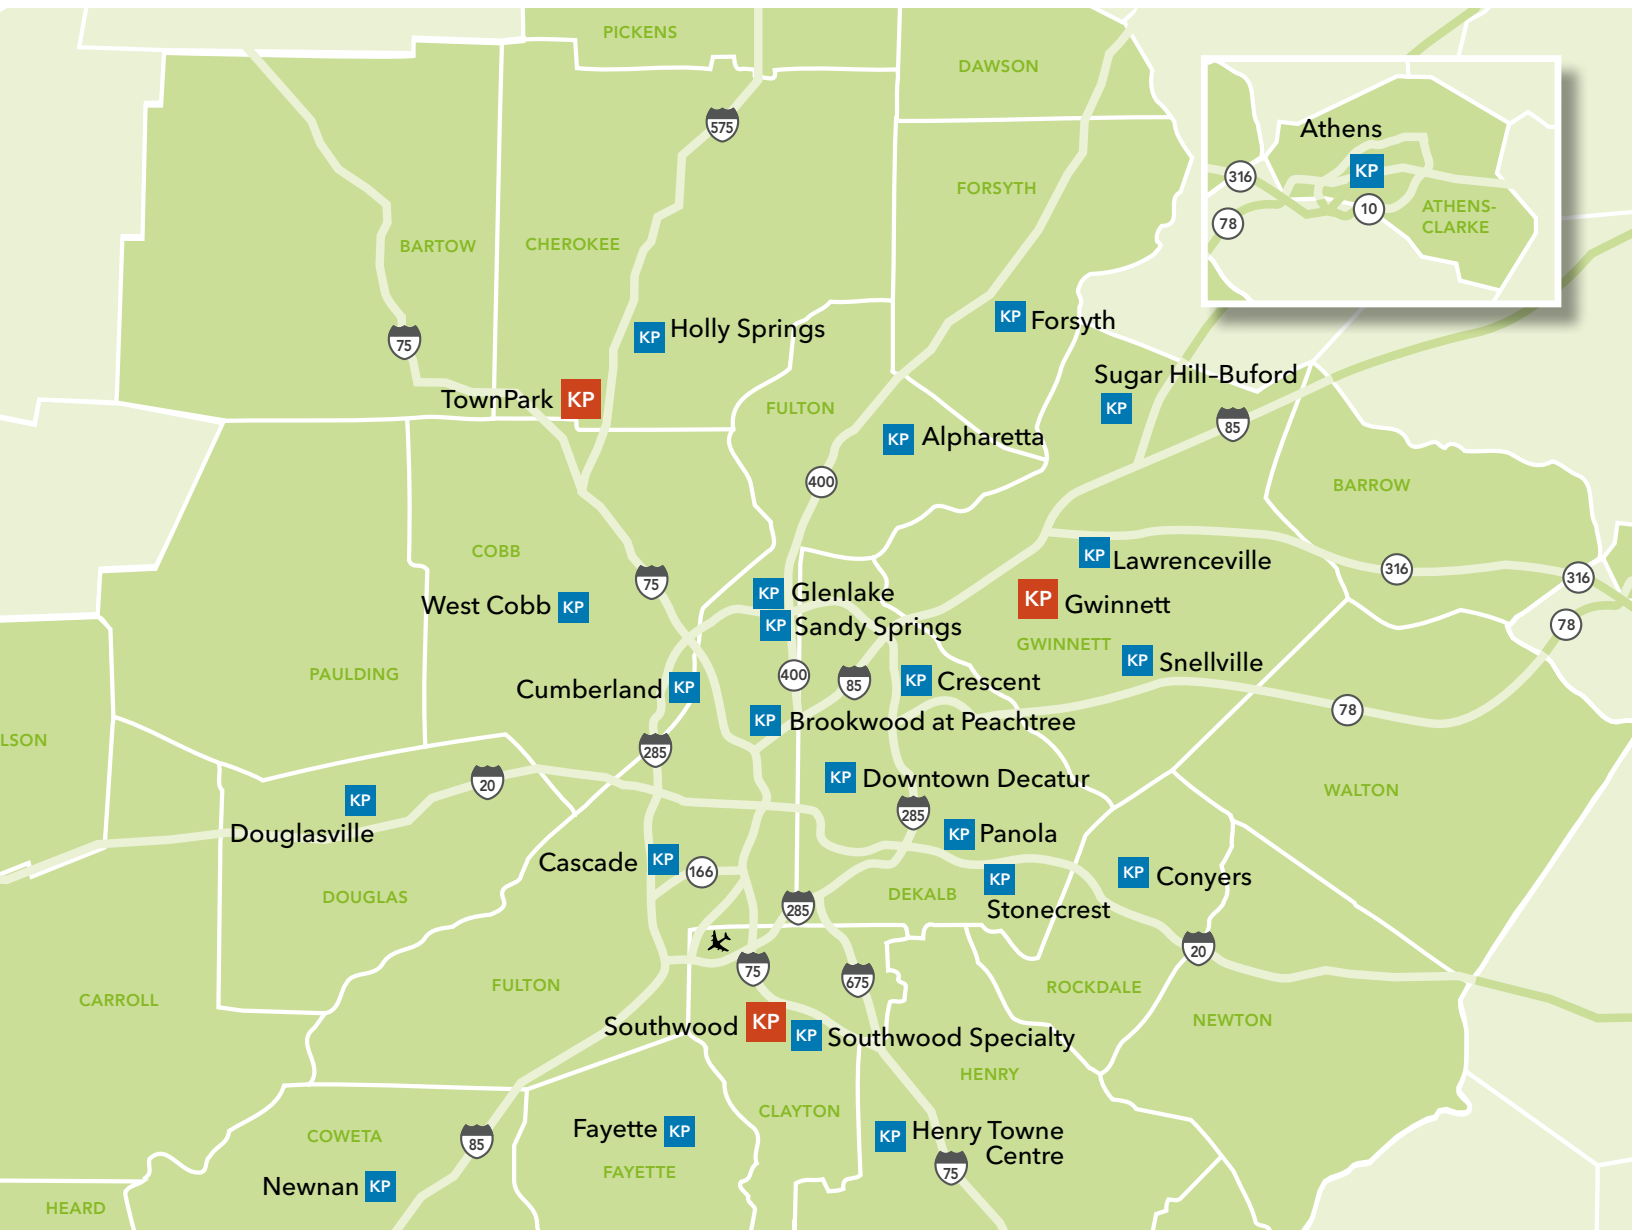 PICKENS
DAWSON
575
Athens
KP
316
10
78
ATHENS-
CLARKE
FORSYTH
BARTOW
CHEROKEE
KP Forsyth
KP Holly Springs
75
Sugar Hill–Buford
KP
TownPark KP
FULTON
85
KP Alpharetta
400
BARROW
COBB
KP Lawrenceville
316
316
75
KP Glenlake
West Cobb KP
KP Gwinnett
KP Sandy Springs
78
GWINNETT
KP Snellville
PAULDING
400
85
KP Crescent
Cumberland KP
78
KP Brookwood at Peachtree
LSON
285
20
KP Downtown Decatur
WALTON
KP
Douglasville
285
KP Panola
Cascade KP
166
KP Conyers
KP
Stonecrest
DOUGLAS
DEKALB
285
20
75
675
FULTON
ROCKDALE
CARROLL
NEWTON
Southwood KP
KP Southwood Specialty
HENRY
CLAYTON
Fayette KP
KP Henry Towne
Centre
COWETA
85
75
FAYETTE
Newnan KP
HEARD